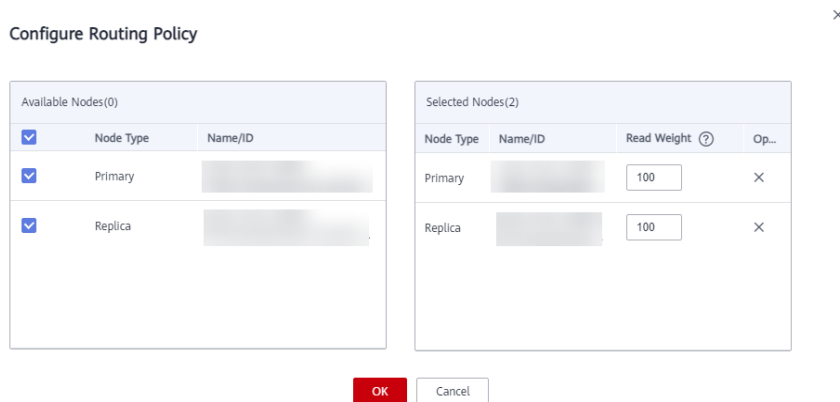 Configure Routing Policy
Available Nodes(0)
Node Type Name/ID
Primary
Replica
Selected Nodes(2)
Node Type Name/ID Read Weight ? Op...
Primary 100
Replica 100
OK Cancel